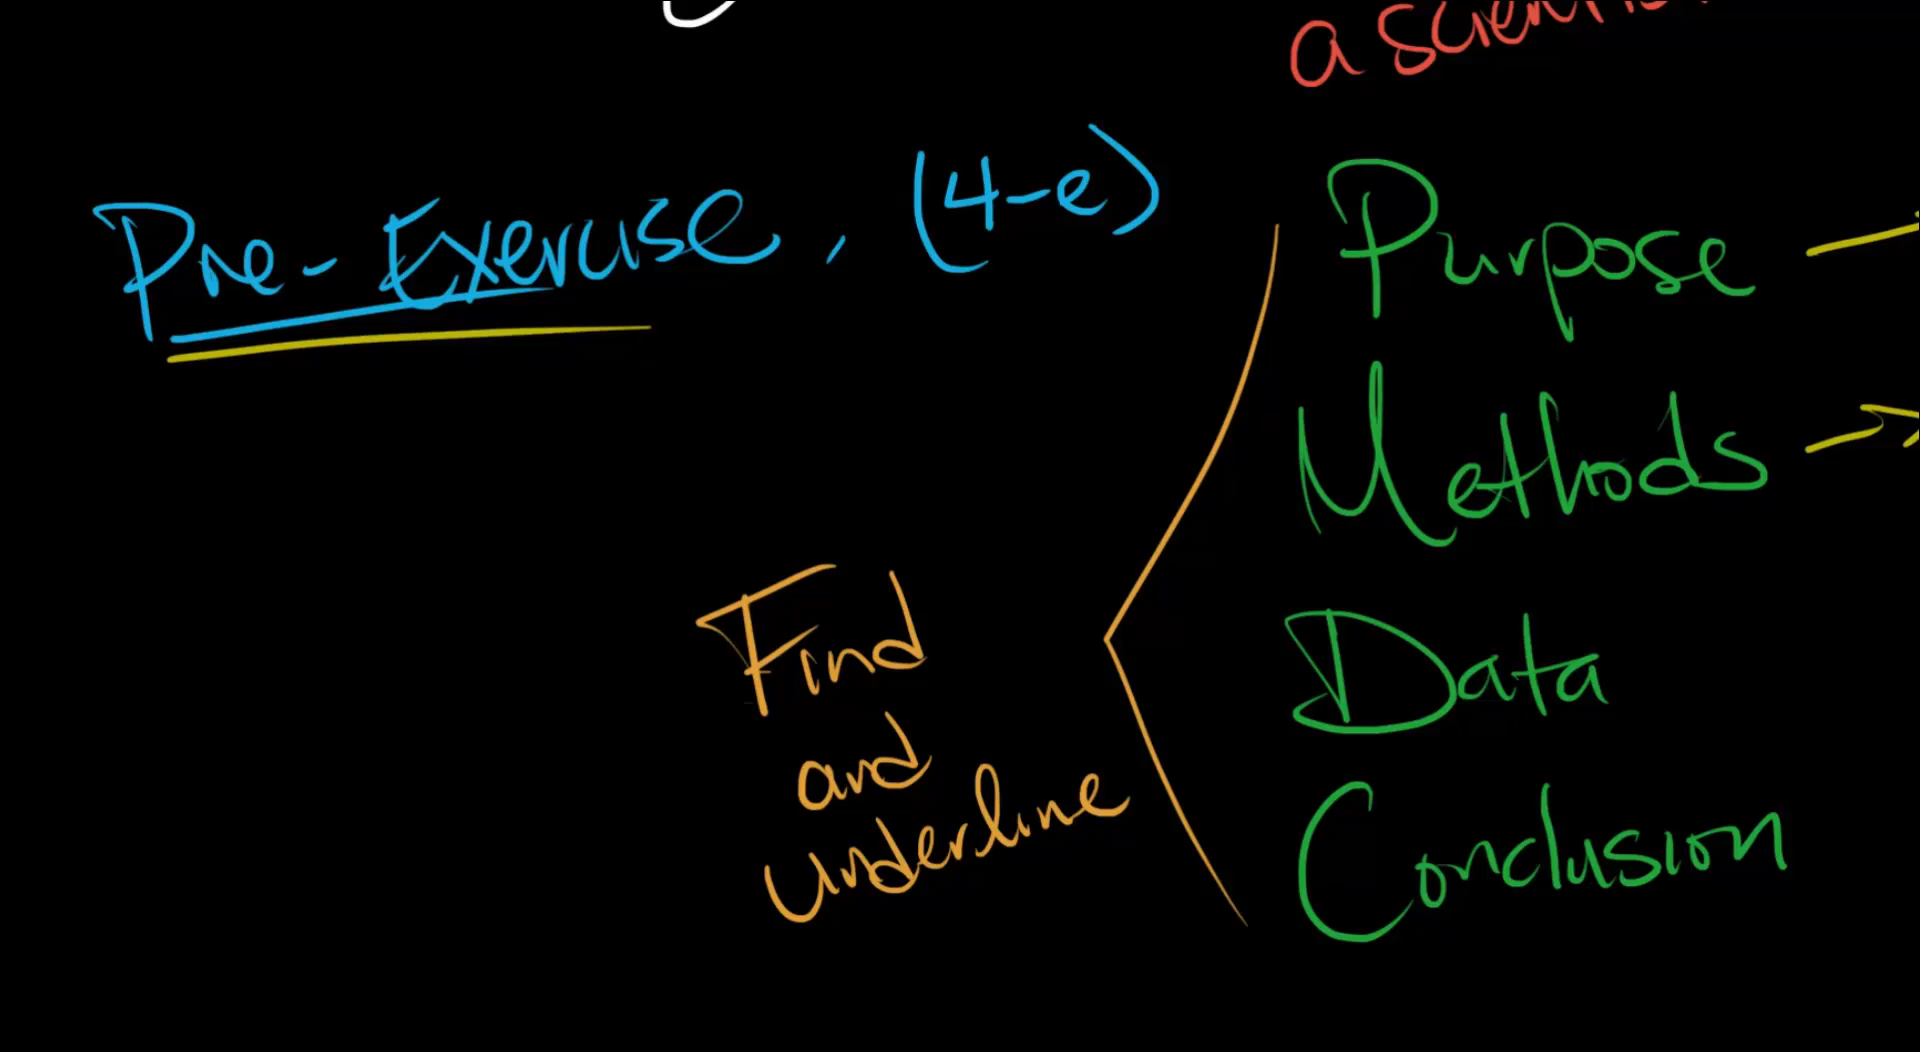 a
Pre-Exercise, (4-e)
Purpose
Methods
Find
and
underline
Data
Conclusion